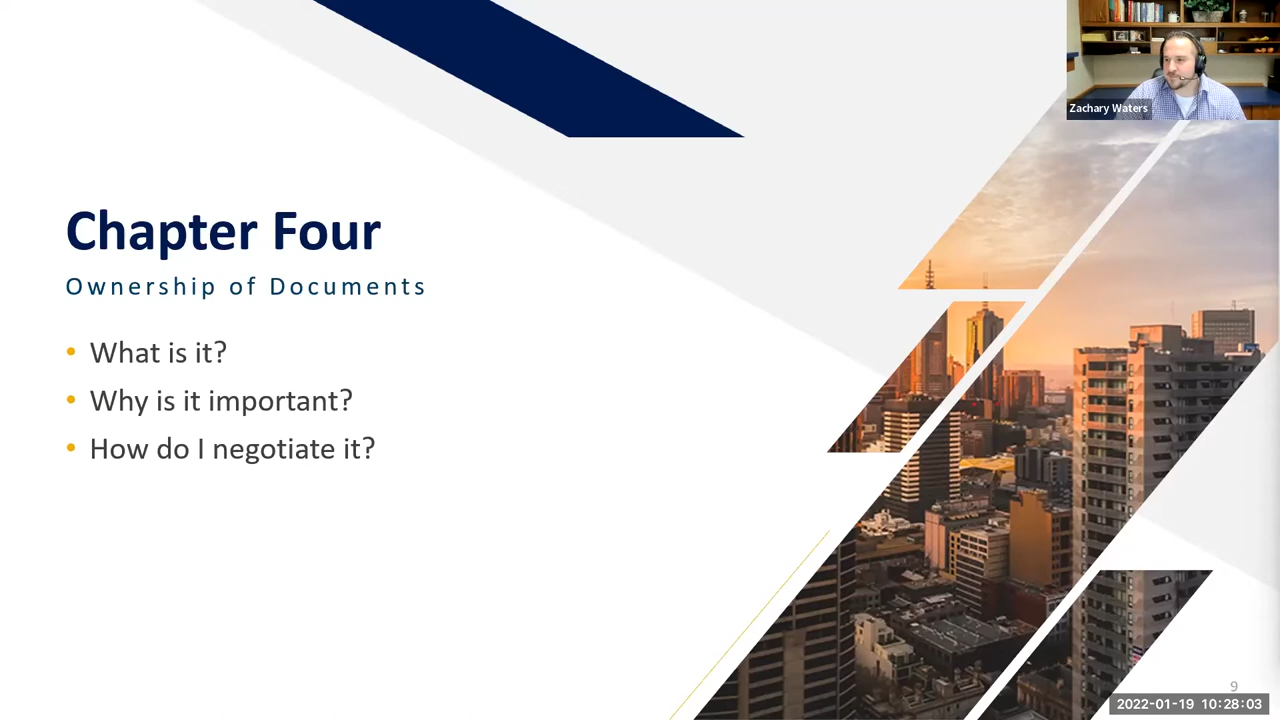 Zachary Waters
Chapter Four
Ownership of Documents
• What is it?
• Why is it important?
• How do I negotiate it?
9
2022-01-19 10:28:03